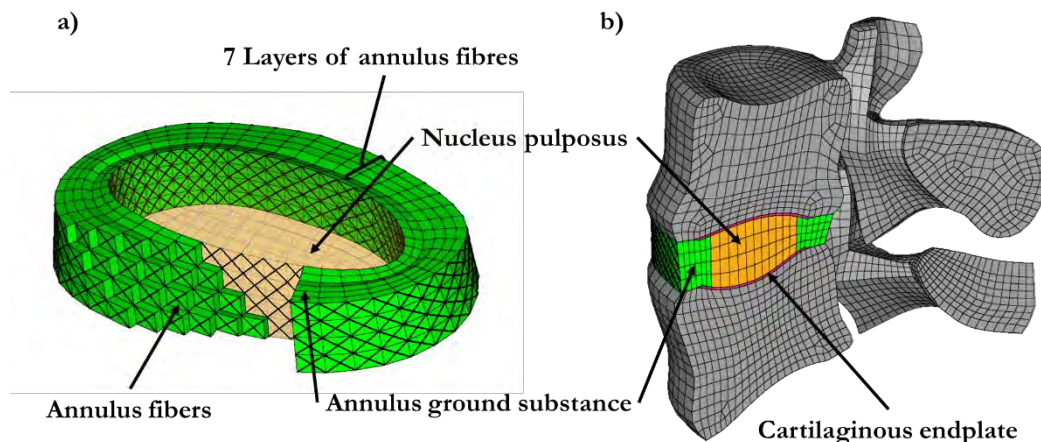 a)
b)
7 Layers of annulus fibres
Nucleus pulposus
Annulus fibers
Annulus ground substance
Cartilaginous endplate